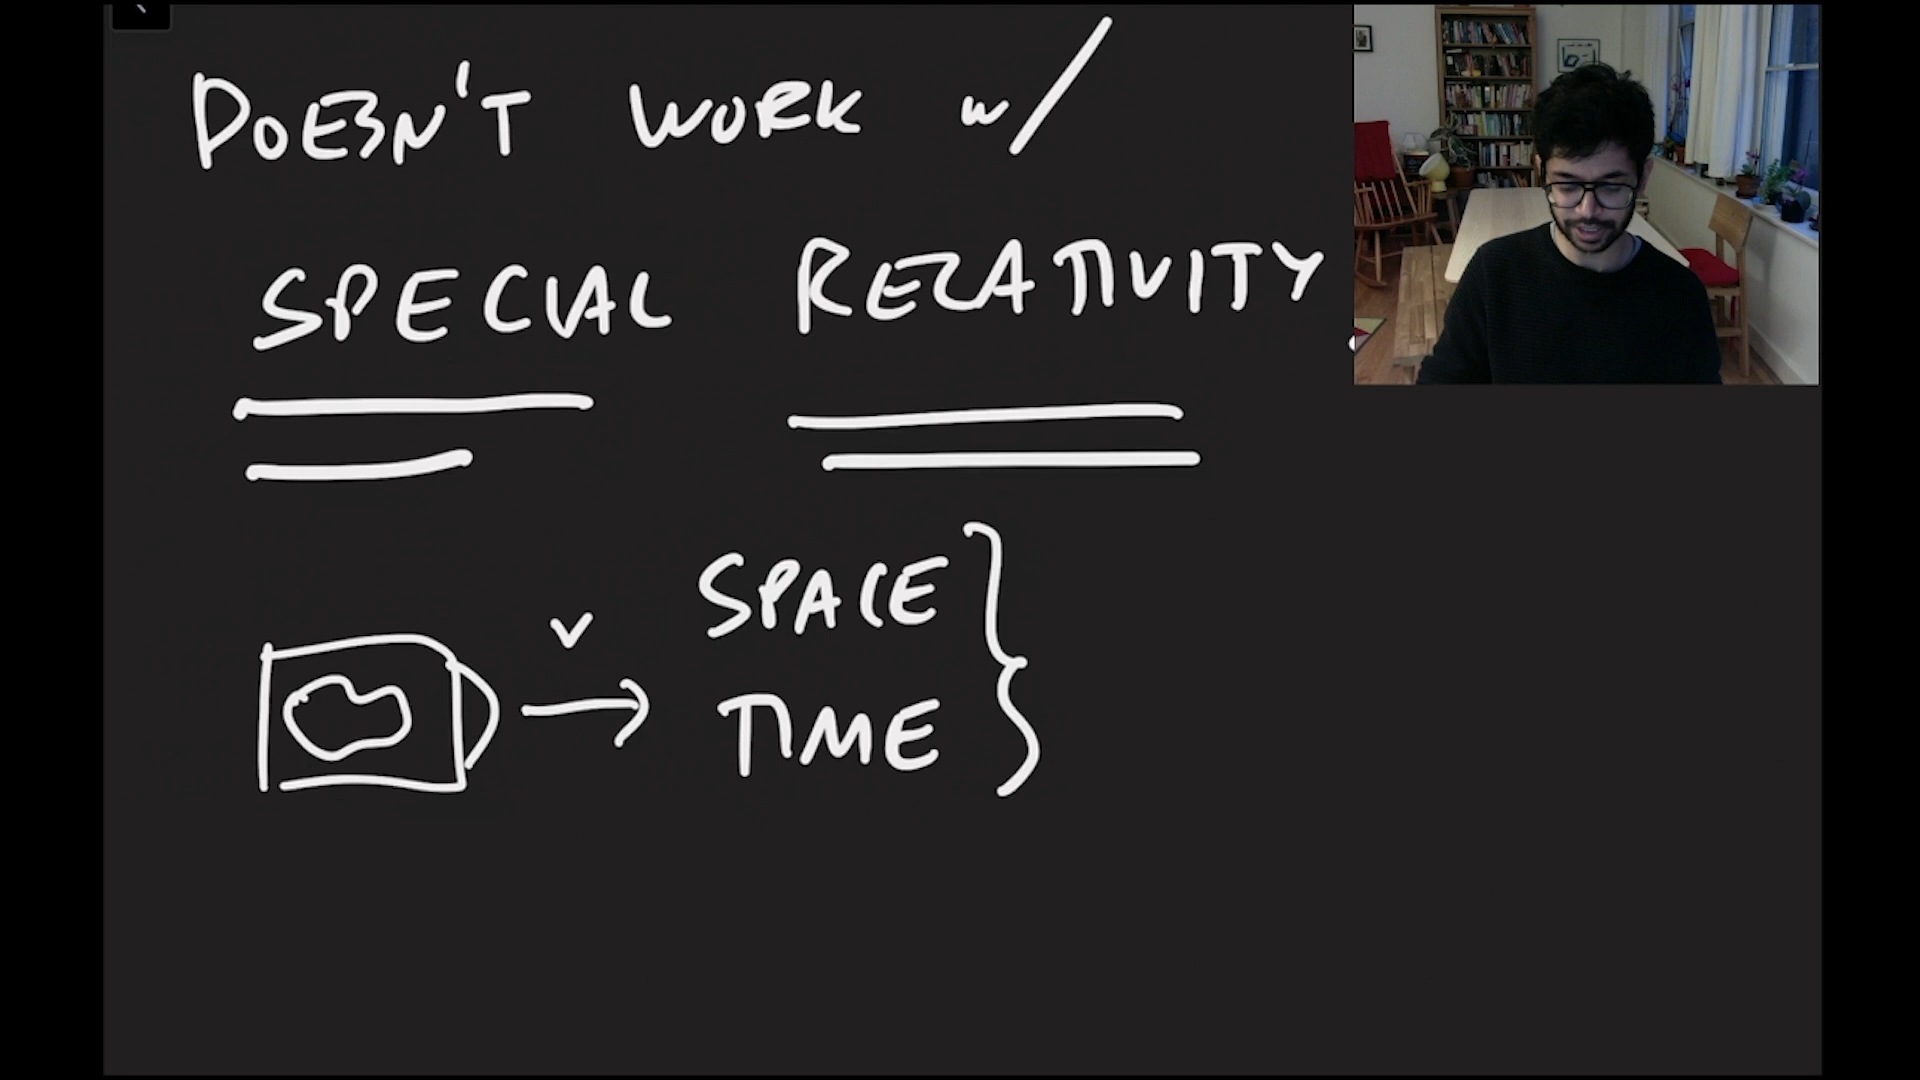 DOESN'T WORK w/
SPECIAL RELATIVITY.
v
SPACE
TIME